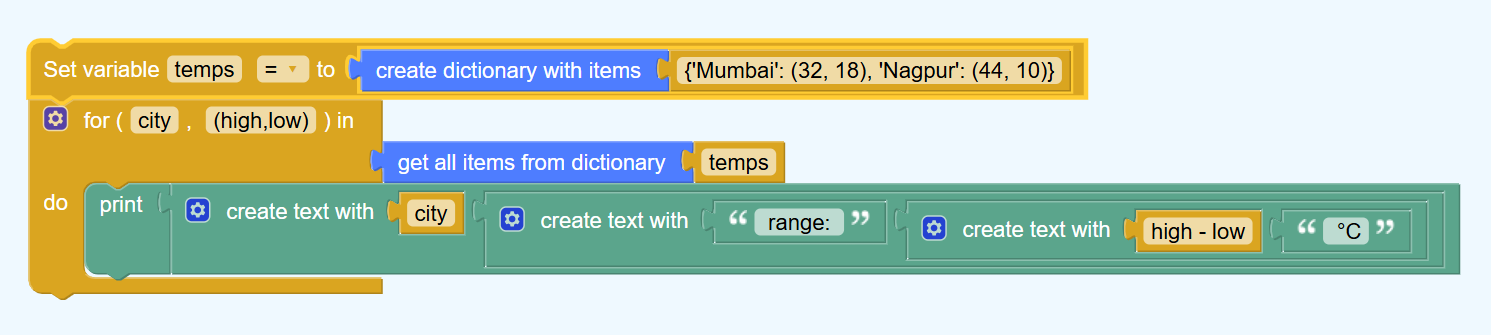 Set variable temps = to create dictionary with items {'Mumbai': (32, 18), 'Nagpur': (44, 10)}
for ( city , (high,low) ) in
get all items from dictionary temps
do print create text with city create text with “ range: ” create text with high - low “ °C ”